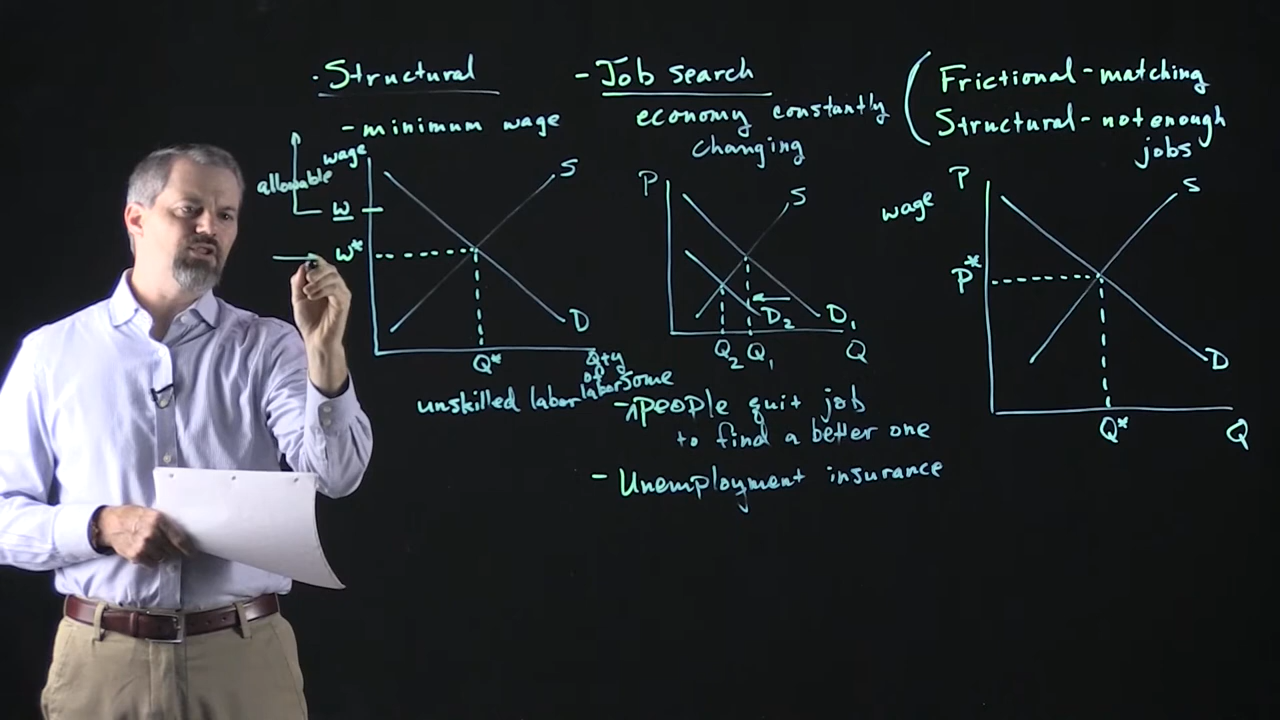 · Structural
- minimum wage
wage
allowable
w
w*
S
D
Q*
Qty
of
labor
unskilled labor
- Job search
economy constantly
changing
P
S
D₂
D₁
Q₂
Q₁
Q
Some
- ∧people quit job
to find a better one
- Unemployment insurance
( Frictional - matching
Structural - not enough
jobs
wage
P
P*
S
D
Q*
Q